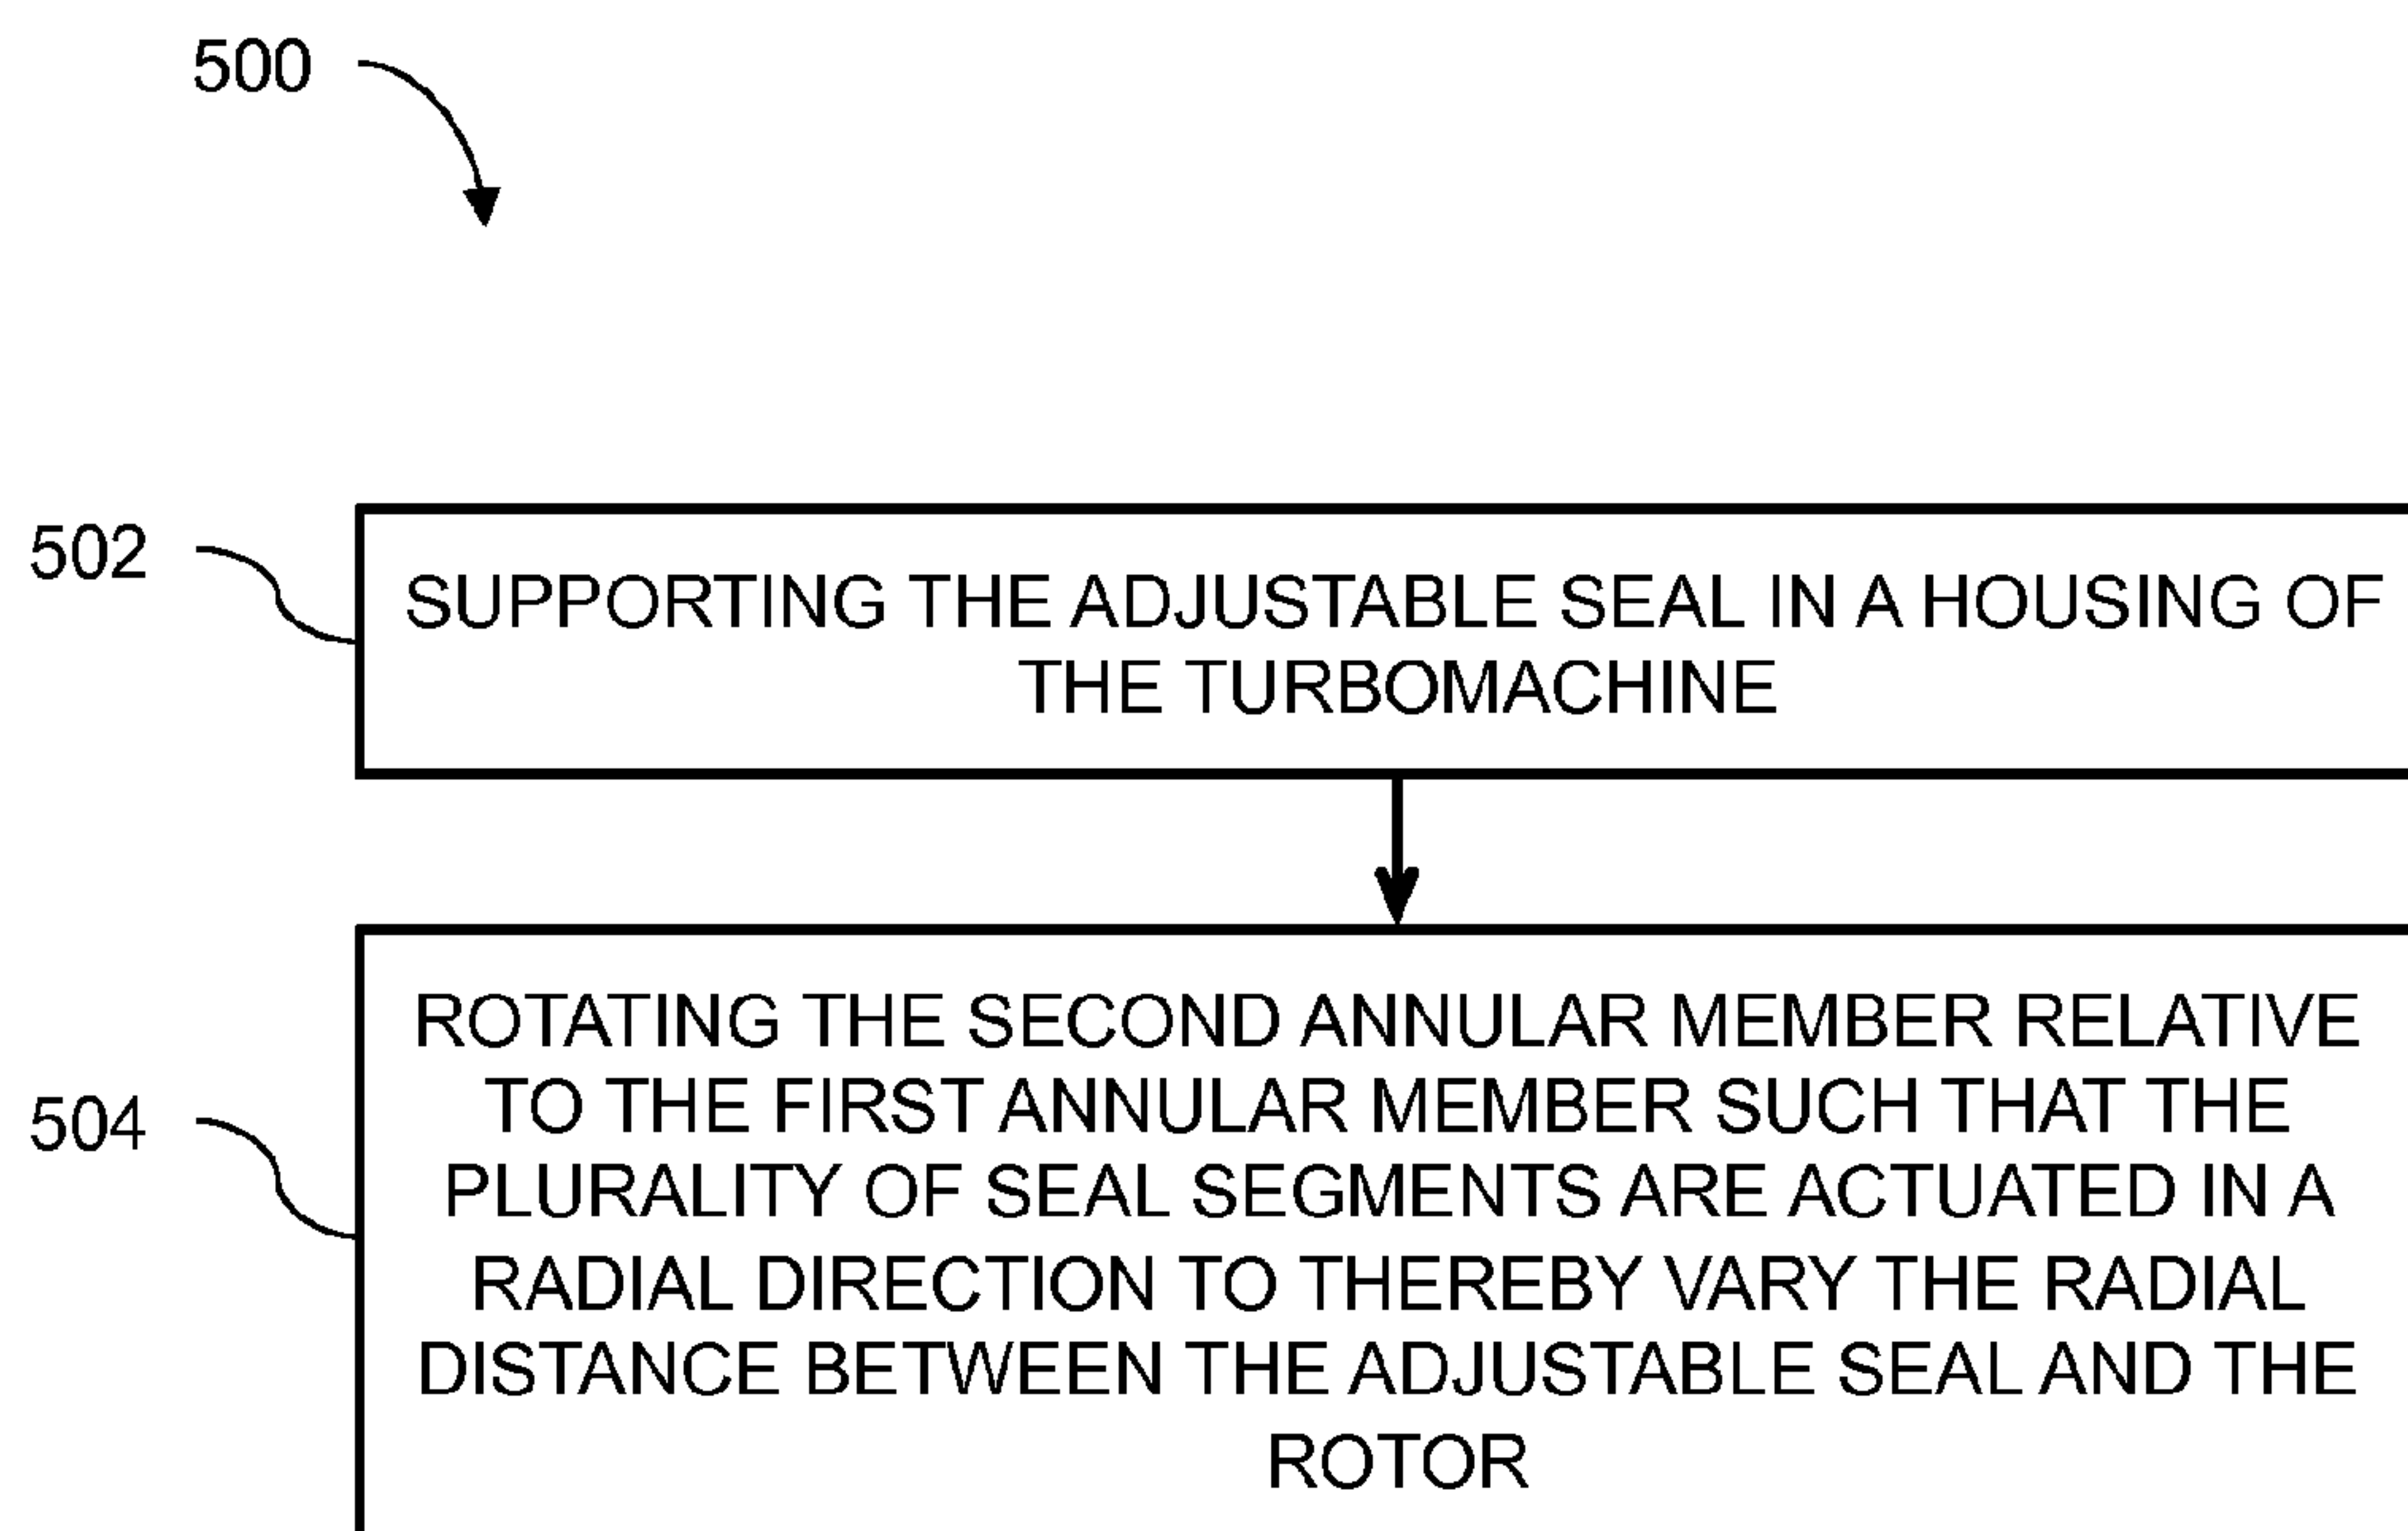 500
502
SUPPORTING THE ADJUSTABLE SEAL IN A HOUSING OF
THE TURBOMACHINE
504
ROTATING THE SECOND ANNULAR MEMBER RELATIVE
TO THE FIRST ANNULAR MEMBER SUCH THAT THE
PLURALITY OF SEAL SEGMENTS ARE ACTUATED IN A
RADIAL DIRECTION TO THEREBY VARY THE RADIAL
DISTANCE BETWEEN THE ADJUSTABLE SEAL AND THE
ROTOR